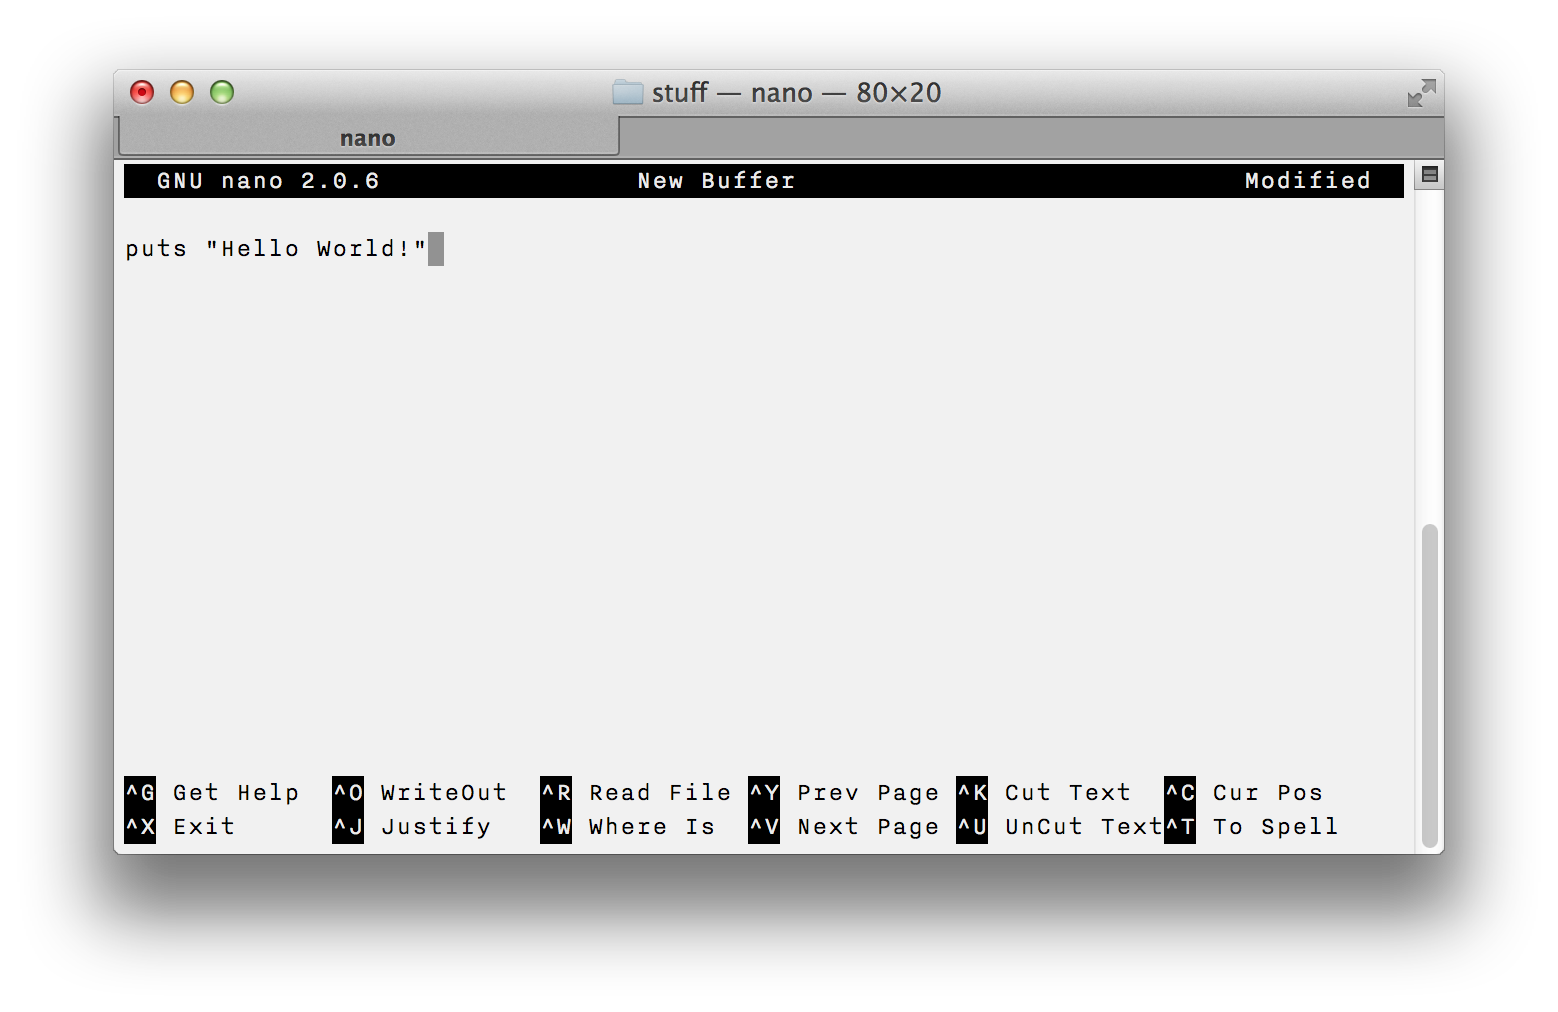 stuff — nano — 80×20
nano
GNU nano 2.0.6 New Buffer Modified
puts "Hello World!"
^G Get Help ^O WriteOut ^R Read File ^Y Prev Page ^K Cut Text ^C Cur Pos
^X Exit ^J Justify ^W Where Is ^V Next Page ^U UnCut Text ^T To Spell